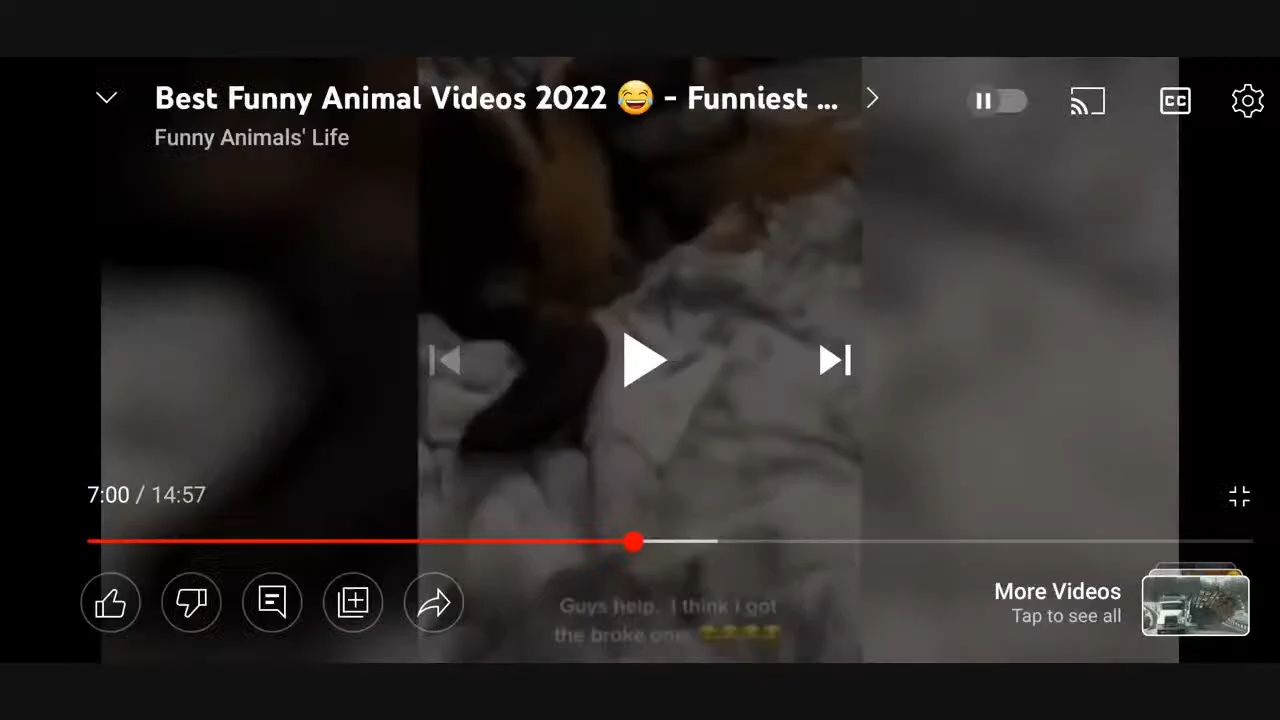 Best Funny Animal Videos 2022 😂 - Funniest ...
Funny Animals' Life
CC
7:00 / 14:57
More Videos
Tap to see all
Guys help. I think i got
the broke one. 😂😂😂😂